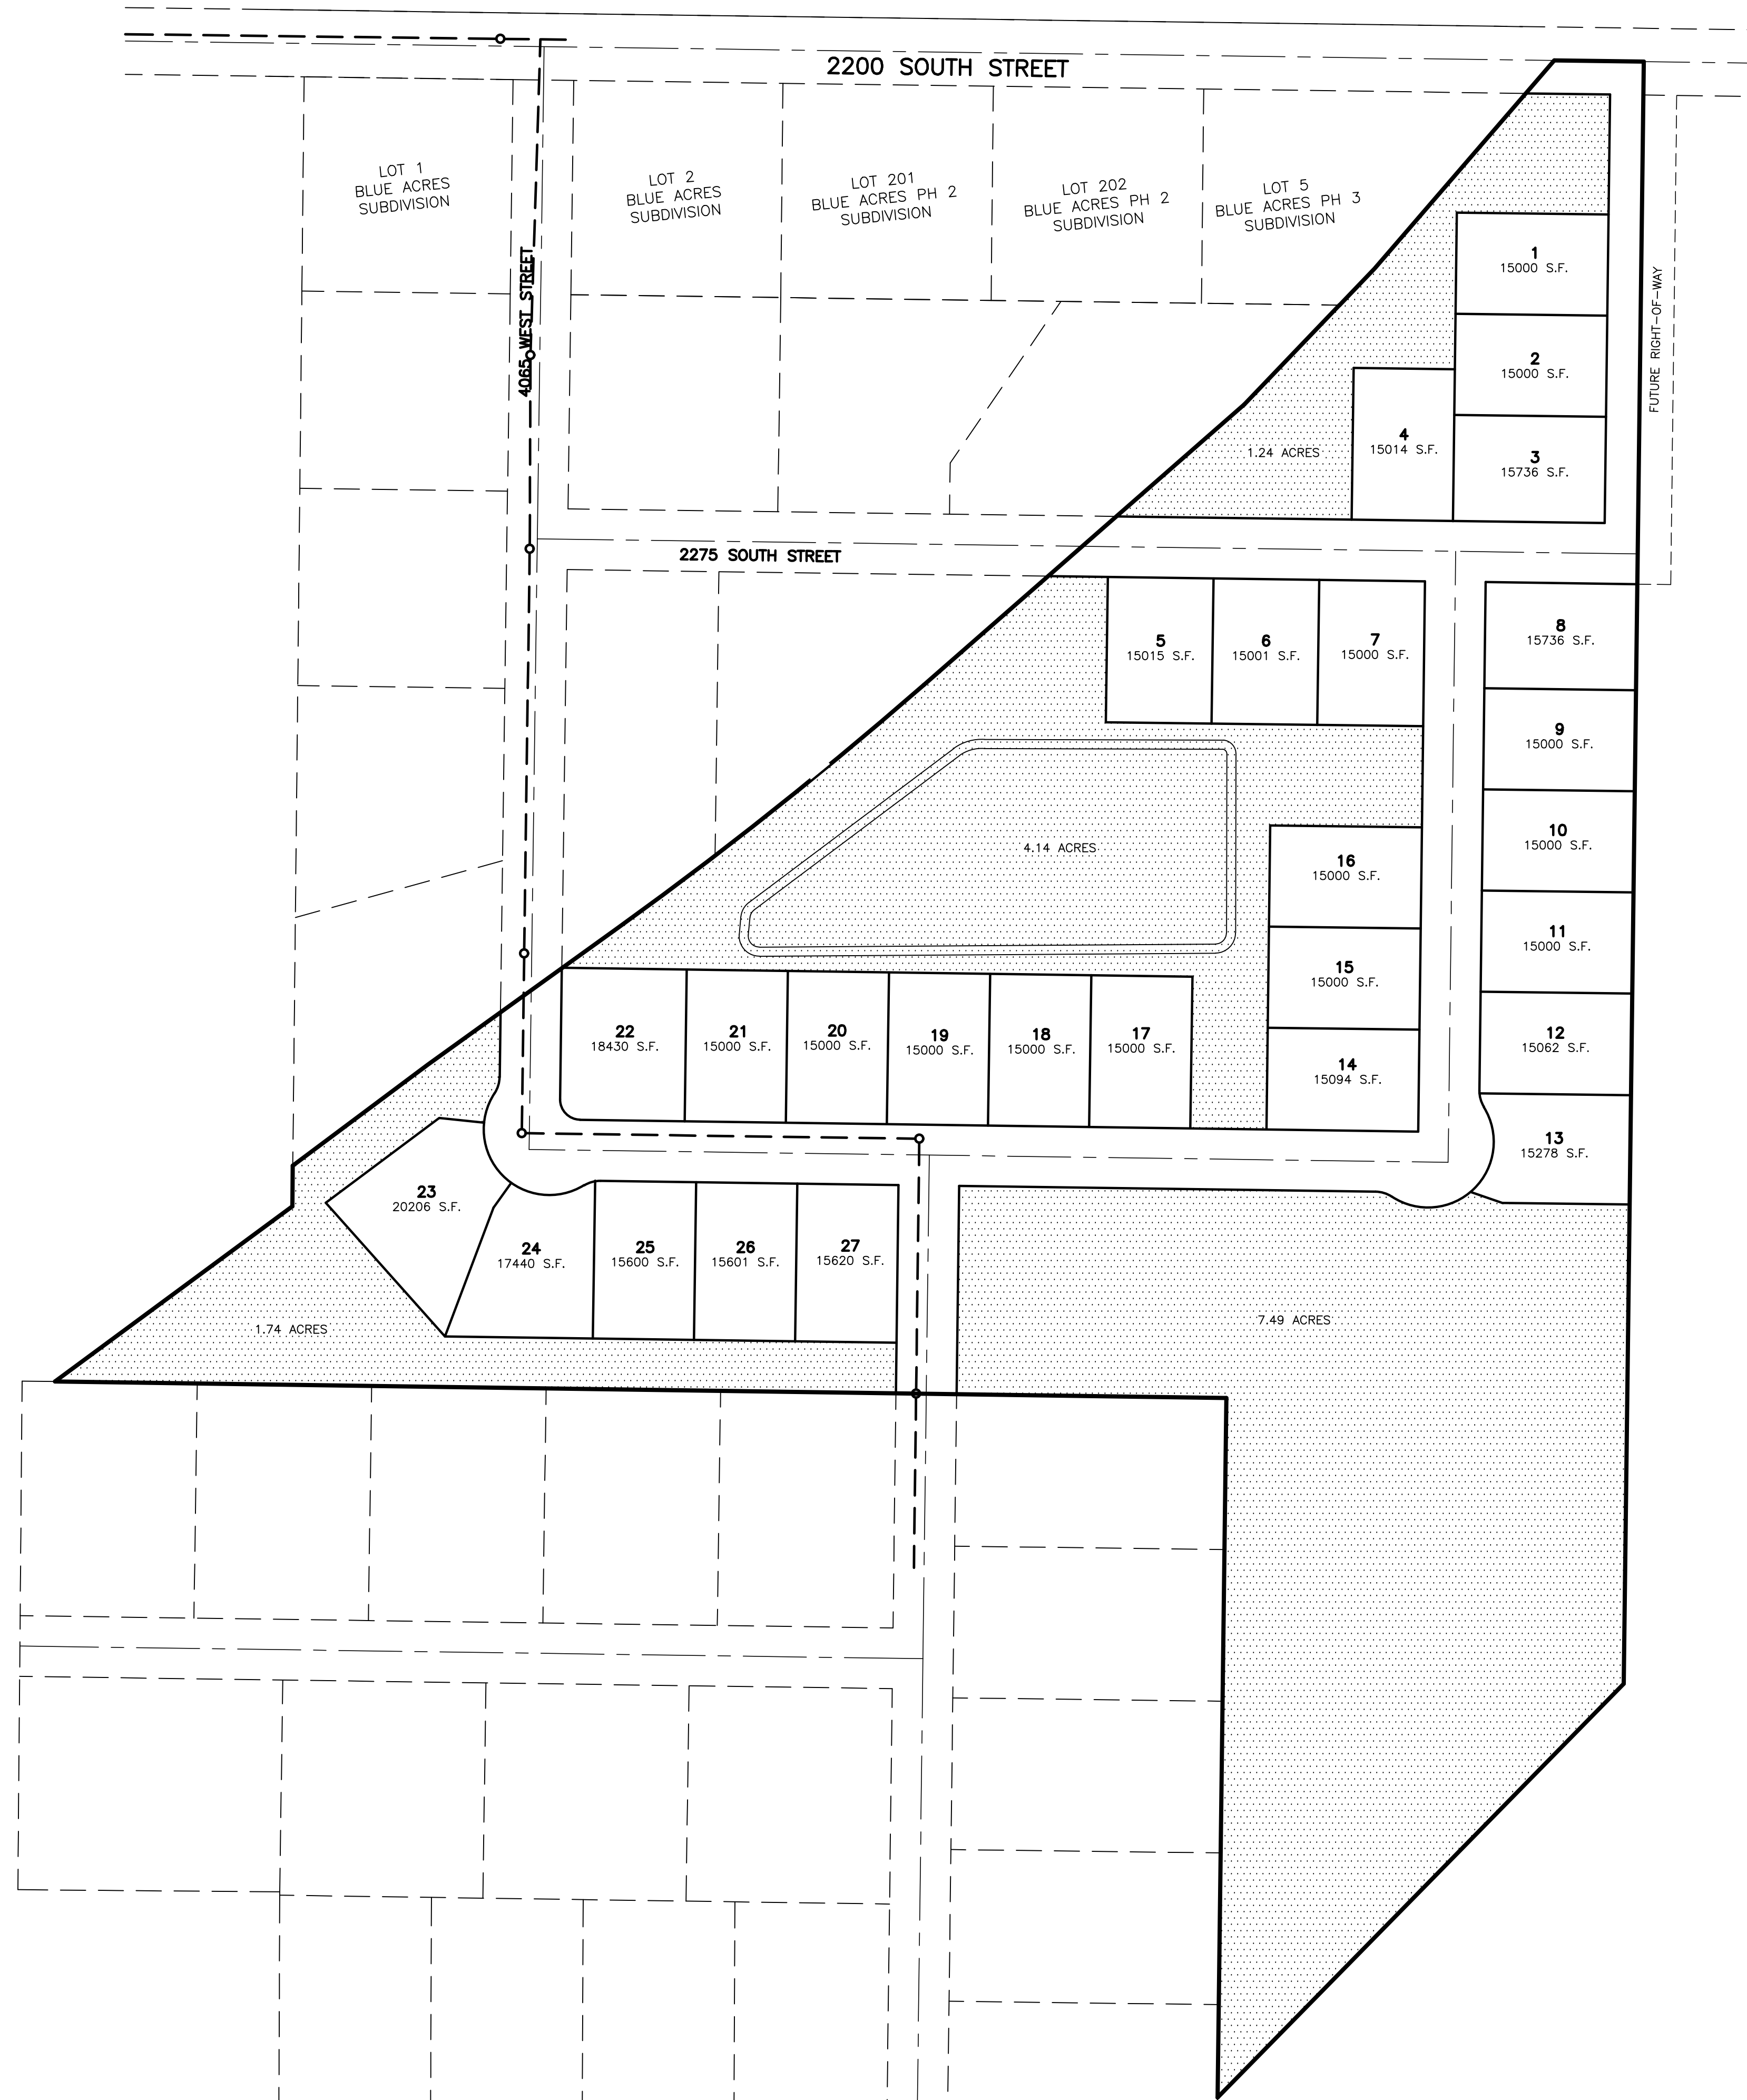 2200 SOUTH STREET
LOT 1
BLUE ACRES
SUBDIVISION
LOT 2
BLUE ACRES
SUBDIVISION
LOT 201
BLUE ACRES PH 2
SUBDIVISION
LOT 202
BLUE ACRES PH 2
SUBDIVISION
LOT 5
BLUE ACRES PH 3
SUBDIVISION
4065 WEST STREET
FUTURE RIGHT-OF-WAY
1
15000 S.F.
2
15000 S.F.
3
15736 S.F.
4
15014 S.F.
1.24 ACRES
2275 SOUTH STREET
5
15015 S.F.
6
15001 S.F.
7
15000 S.F.
8
15736 S.F.
9
15000 S.F.
10
15000 S.F.
11
15000 S.F.
12
15062 S.F.
13
15278 S.F.
4.14 ACRES
16
15000 S.F.
15
15000 S.F.
14
15094 S.F.
22
18430 S.F.
21
15000 S.F.
20
15000 S.F.
19
15000 S.F.
18
15000 S.F.
17
15000 S.F.
23
20206 S.F.
24
17440 S.F.
25
15600 S.F.
26
15601 S.F.
27
15620 S.F.
1.74 ACRES
7.49 ACRES